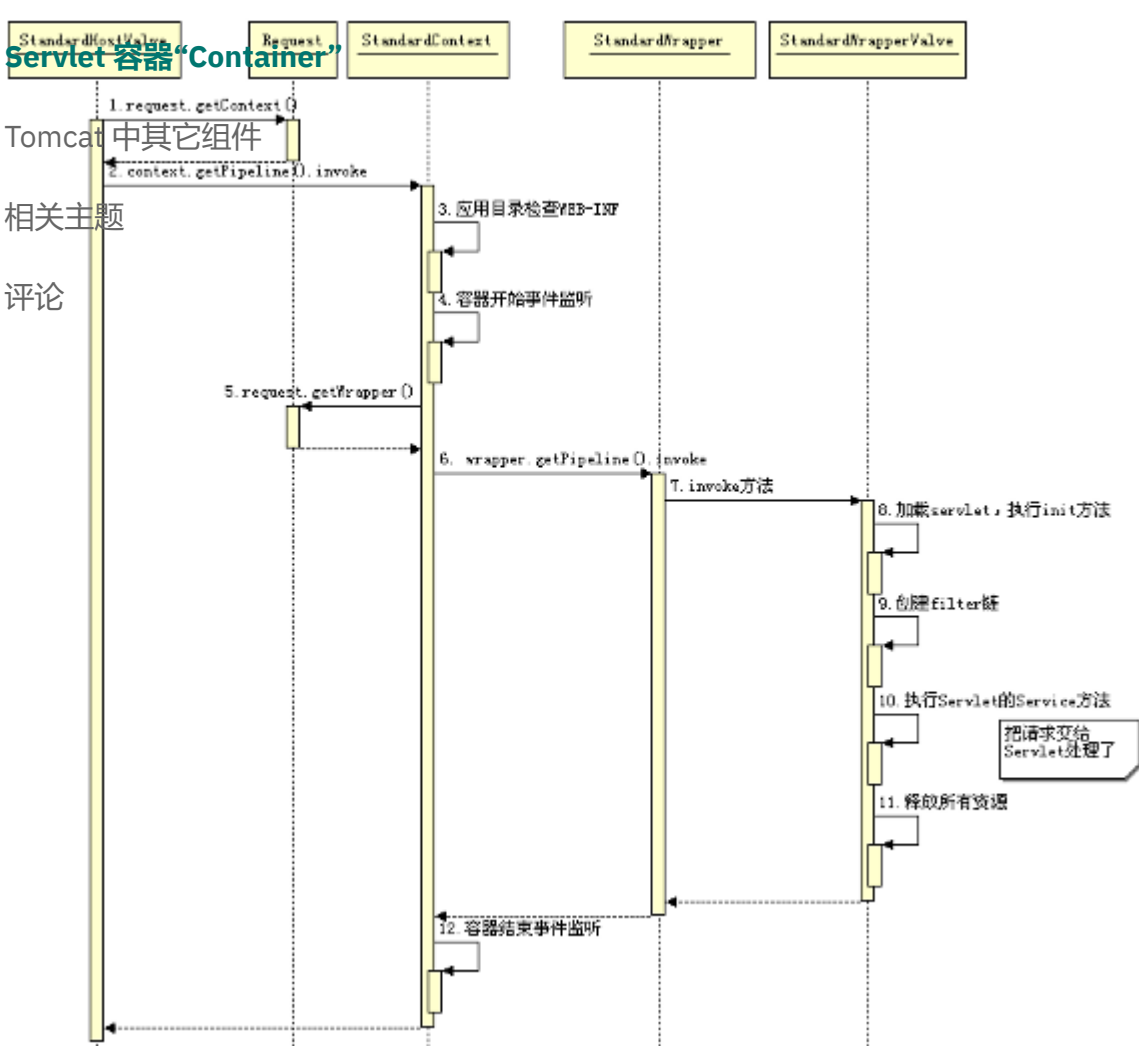 StandardHostValve
Request
StandardContext
StandardWrapper
StandardWrapperValve
Servlet 容器“Container”
1.request.getContext()
Tomcat 中其它组件
2.context.getPipeline().invoke
3.应用目录检查WEB-INF
相关主题
4.容器开始事件监听
评论
5.request.getWrapper()
6. wrapper.getPipeline().invoke
7.invoke方法
8.加载servlet，执行init方法
9.创建filter链
10.执行Servlet的Service方法
把请求交给
Servlet处理了
11.释放所有资源
12.容器结束事件监听